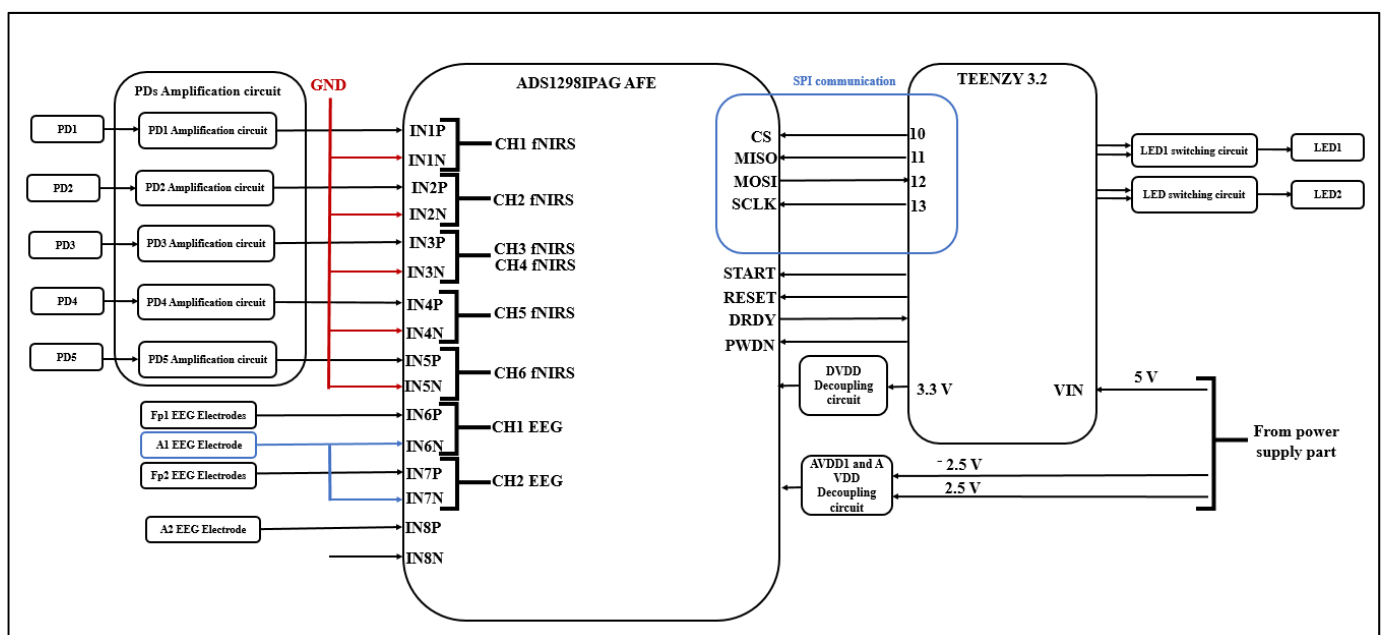 PDs Amplification circuit
PD1
PD1 Amplification circuit
PD2
PD2 Amplification circuit
PD3
PD3 Amplification circuit
PD4
PD4 Amplification circuit
PD5
PD5 Amplification circuit
GND
Fp1 EEG Electrodes
A1 EEG Electrode
Fp2 EEG Electrodes
A2 EEG Electrode
ADS1298IPAG AFE
IN1P
IN1N
CH1 fNIRS
IN2P
IN2N
CH2 fNIRS
IN3P
IN3N
CH3 fNIRS
CH4 fNIRS
IN4P
IN4N
CH5 fNIRS
IN5P
IN5N
CH6 fNIRS
IN6P
IN6N
CH1 EEG
IN7P
IN7N
CH2 EEG
IN8P
IN8N
SPI communication
CS
MISO
MOSI
SCLK
START
RESET
DRDY
PWDN
TEENZY 3.2
10
11
12
13
3.3 V
VIN
DVDD
Decoupling
circuit
AVDD1 and A
VDD
Decoupling
circuit
LED1 switching circuit
LED1
LED switching circuit
LED2
5 V
- 2.5 V
2.5 V
From power
supply part